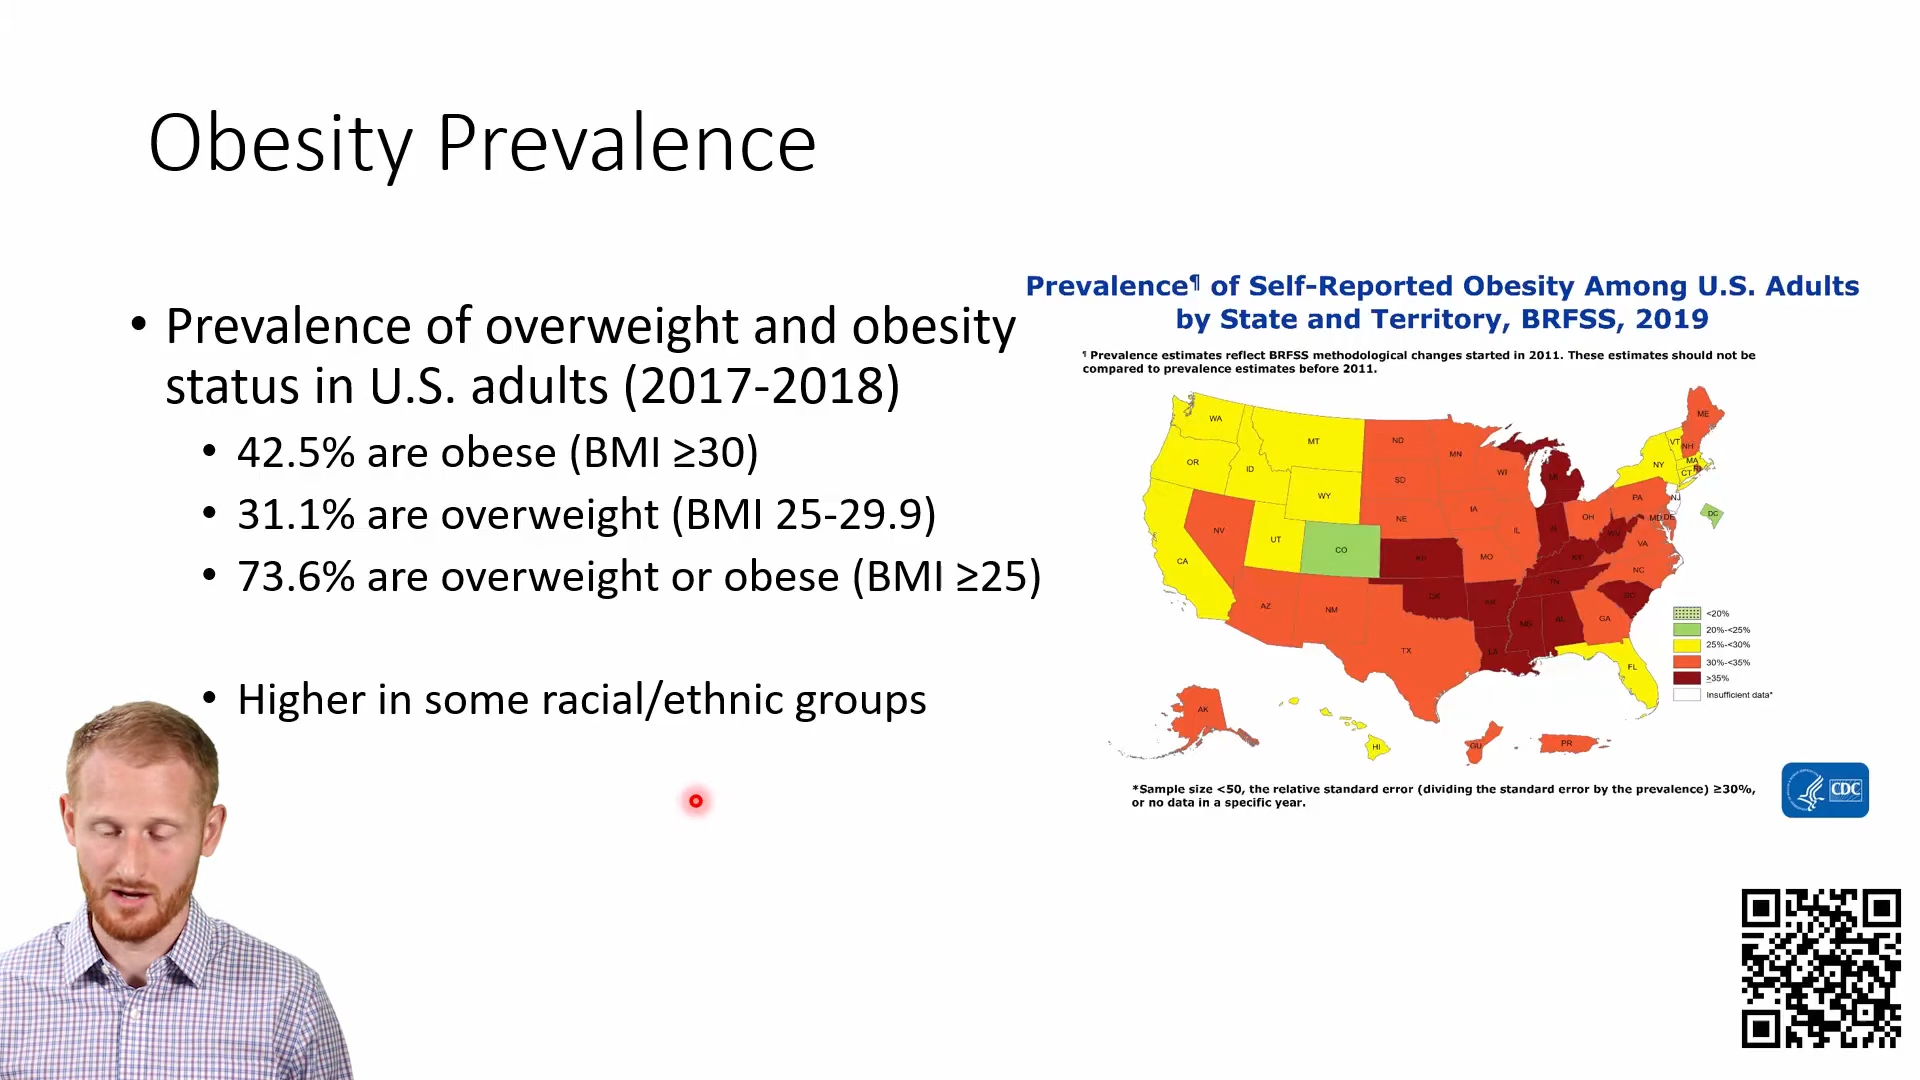 Obesity Prevalence
• Prevalence of overweight and obesity
status in U.S. adults (2017-2018)
• 42.5% are obese (BMI ≥30)
• 31.1% are overweight (BMI 25-29.9)
• 73.6% are overweight or obese (BMI ≥25)
• Higher in some racial/ethnic groups
Prevalence¶ of Self-Reported Obesity Among U.S. Adults
by State and Territory, BRFSS, 2019
¶ Prevalence estimates reflect BRFSS methodological changes started in 2011. These estimates should not be
compared to prevalence estimates before 2011.
WA
MT
ND
MN
ME
VT
NH
OR
ID
SD
WI
MI
NY
MA
CT
WY
IA
PA
NJ
NE
NV
UT
CO
IL
IN
OH
MD
DE
DC
CA
KS
MO
KY
WV
VA
AZ
NM
OK
AR
TN
NC
SC
TX
LA
MS
AL
GA
FL
AK
HI
GU
PR
<20%
20%-<25%
25%-<30%
30%-<35%
≥35%
Insufficient data*
*Sample size <50, the relative standard error (dividing the standard error by the prevalence) ≥30%,
or no data in a specific year.
CDC